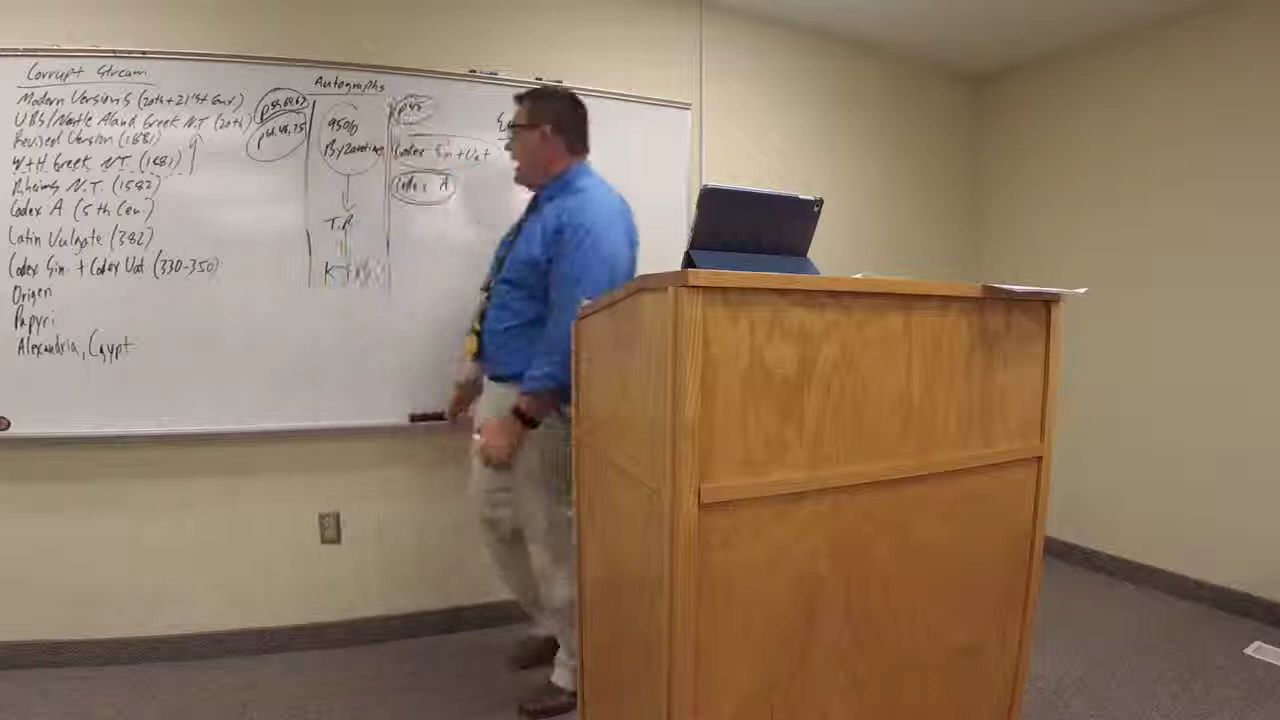 Corrupt Stream
Modern Versions (20th + 21st Cent)
UBS/Nestle Aland Greek N.T. (20th)
Revised Version (1881)
W+H Greek N.T. (1881)
Rheims N.T. (1582)
Codex A (5th Cen)
Latin Vulgate (382)
Codex Sin. + Codex Vat (330-350)
Origen
Papyri
Alexandria, Egypt
Autographs
95%
Byzantine
T.R.
P45
Codex Sin + Vat
Codex A